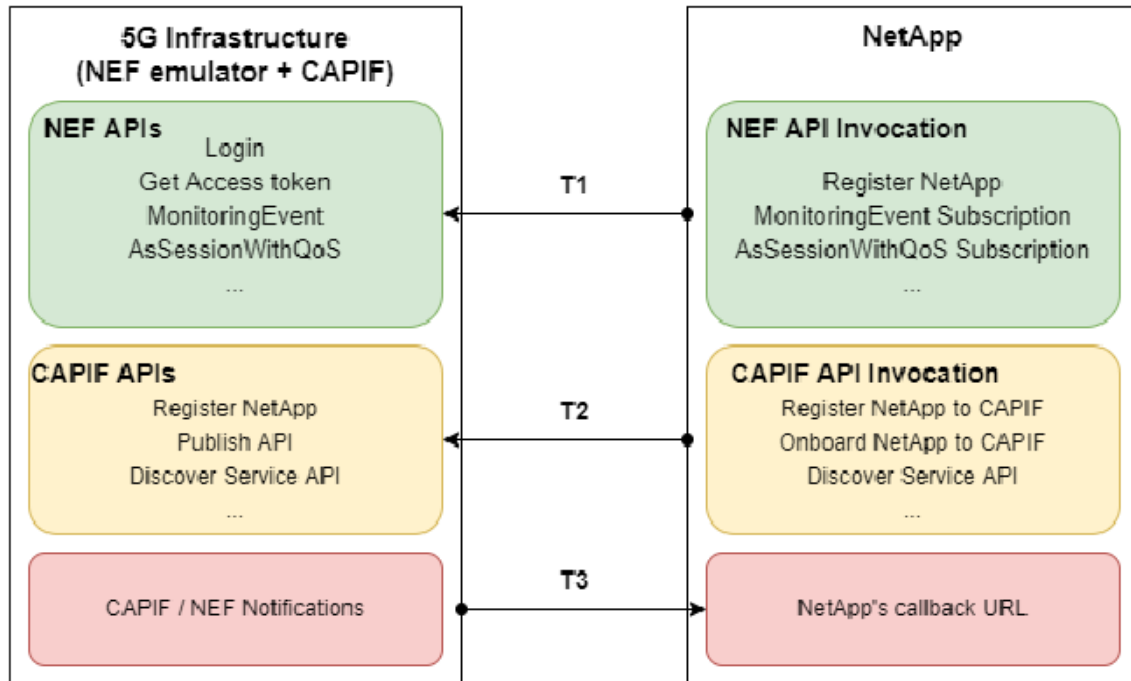 5G Infrastructure
(NEF emulator + CAPIF)
NEF APIs
Login
Get Access token
MonitoringEvent
AsSessionWithQoS
...
CAPIF APIs
Register NetApp
Publish API
Discover Service API
...
CAPIF / NEF Notifications
T1
T2
T3
NetApp
NEF API Invocation
Register NetApp
MonitoringEvent Subscription
AsSessionWithQoS Subscription
...
CAPIF API Invocation
Register NetApp to CAPIF
Onboard NetApp to CAPIF
Discover Service API
...
NetApp"s callback URL